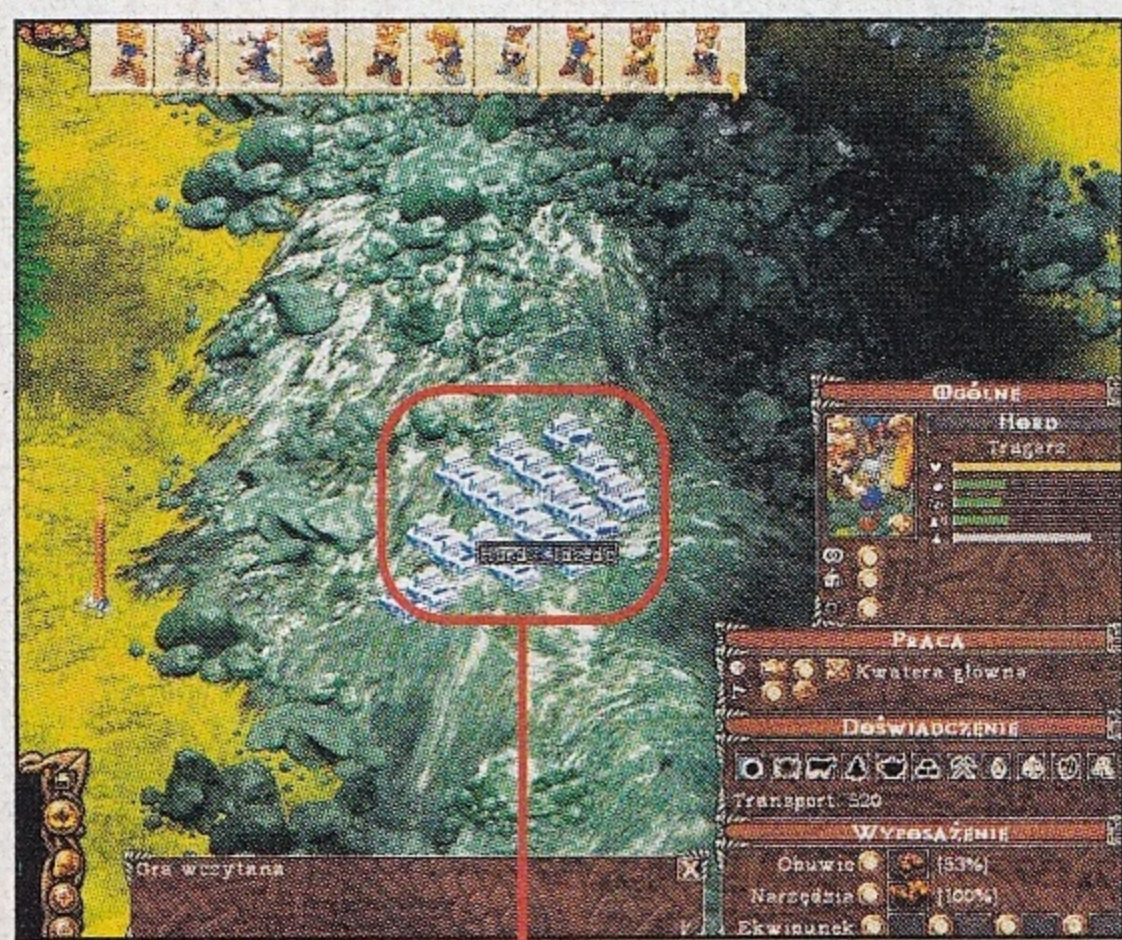 OGÓLNE
HORD
Tragarz
PRACA
Kwatera główna
DOŚWIADCZENIE
Transport 520
WYPOSAŻENIE
Obuwie (53%)
Narzędzia (100%)
Ekwipunek
Gra wczytana
X